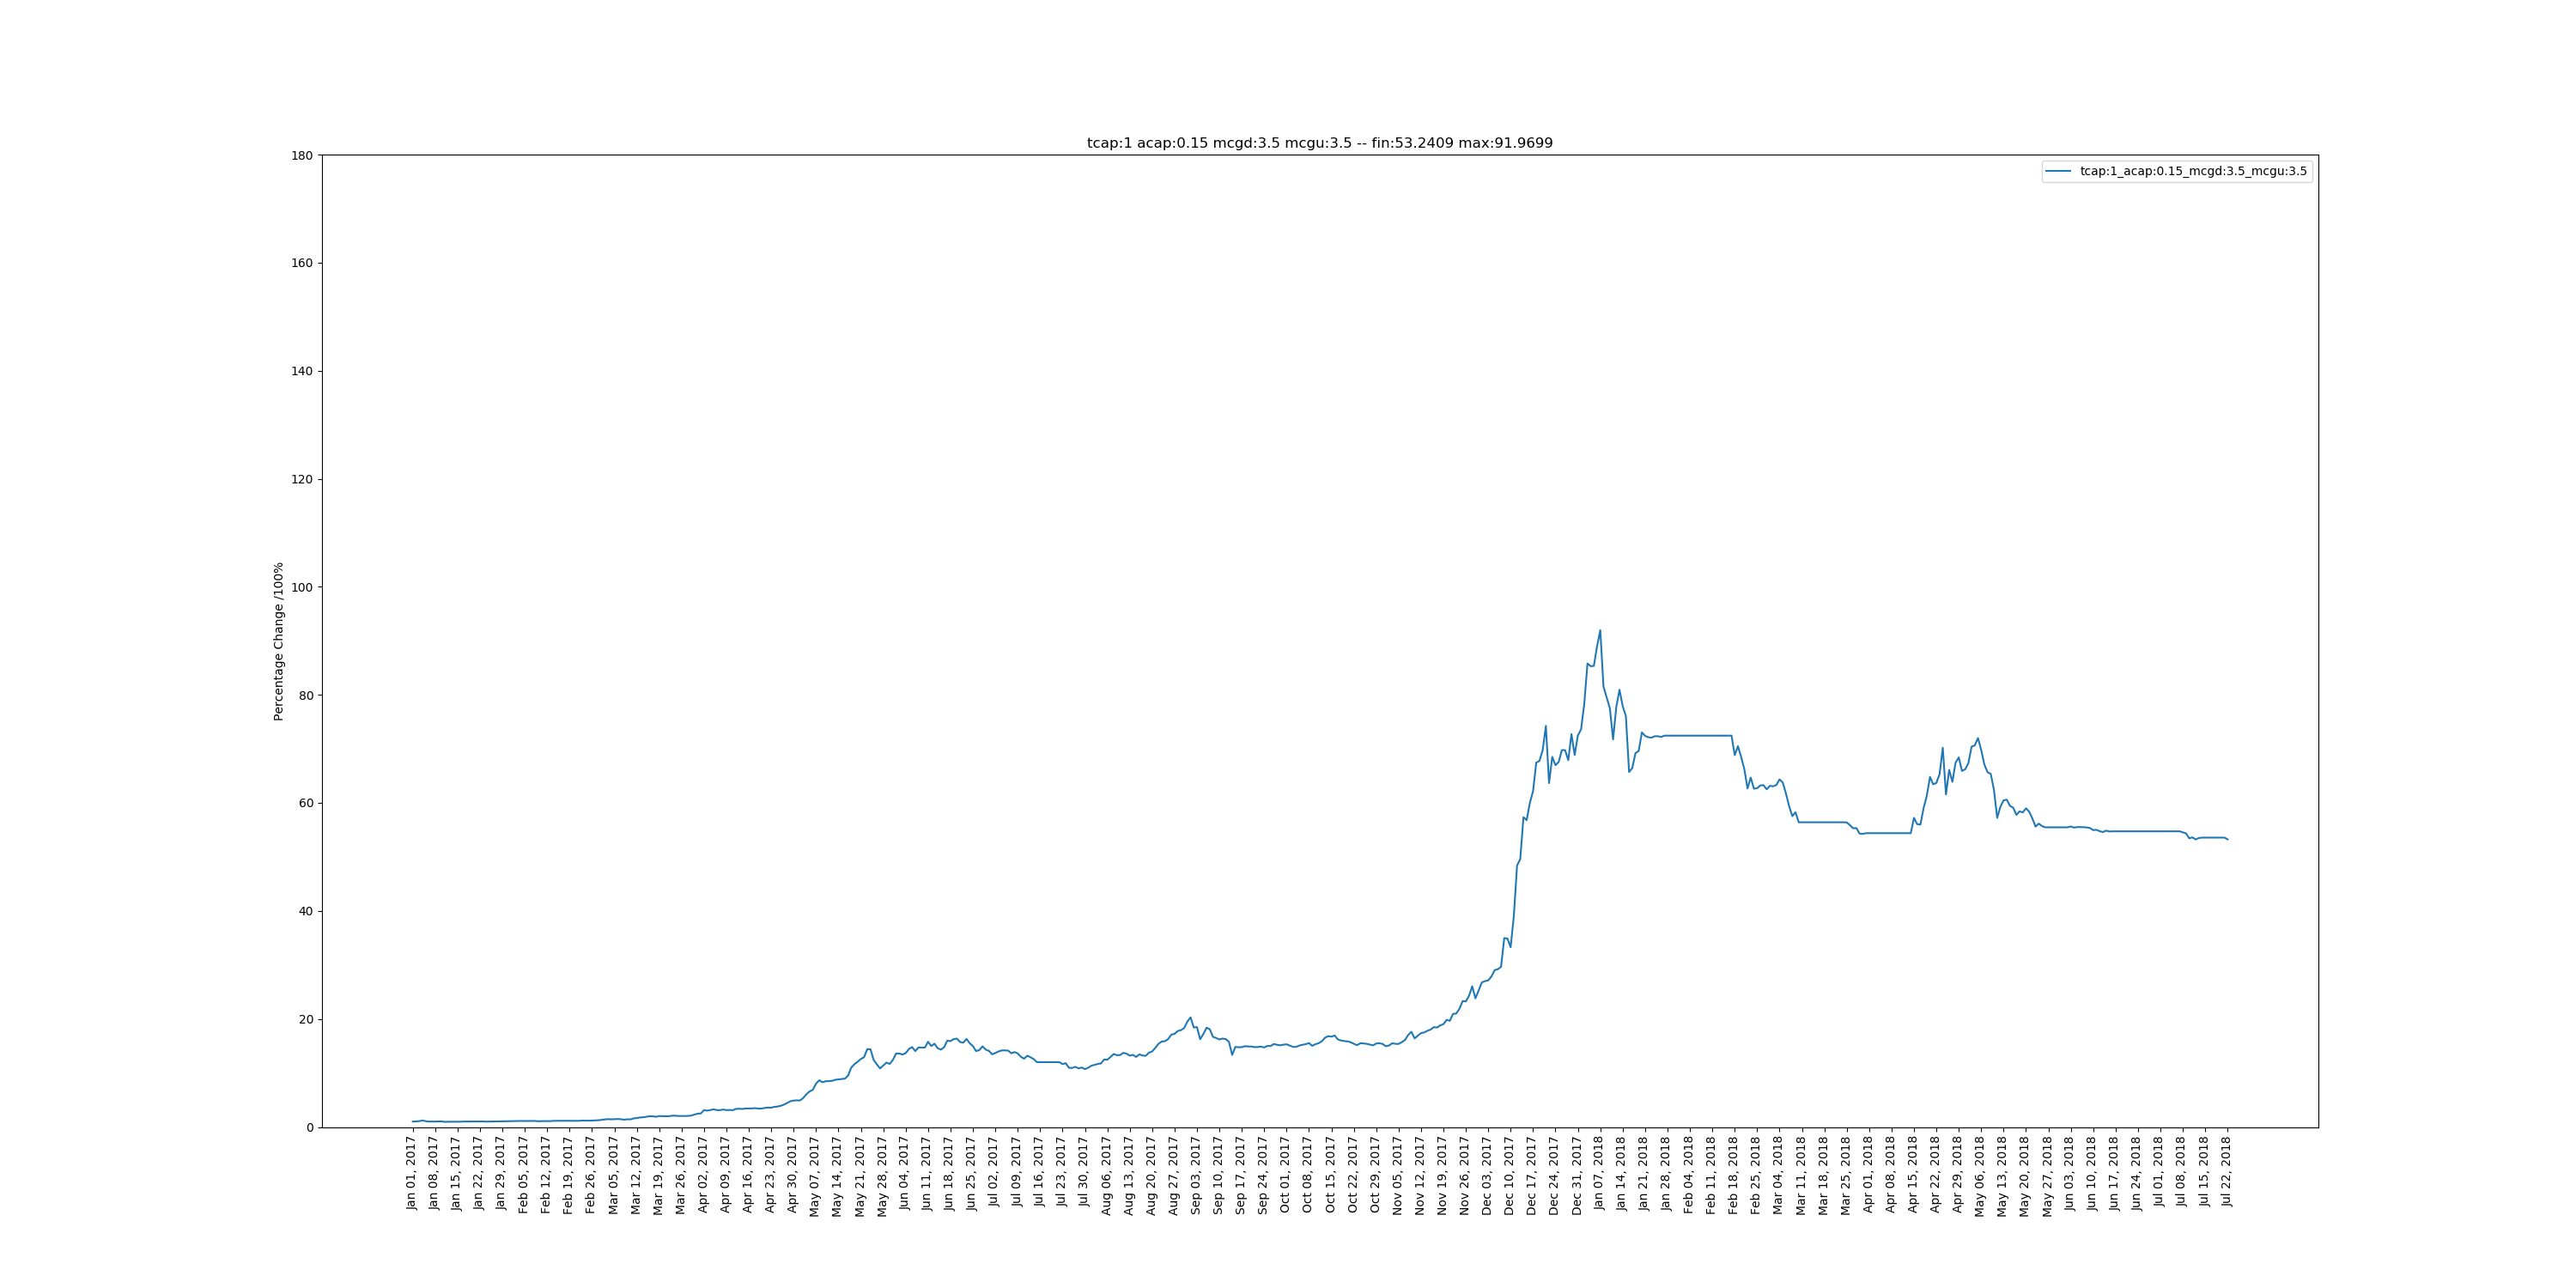 tcap:1 acap:0.15 mcgd:3.5 mcgu:3.5 -- fin:53.2409 max:91.9699
tcap:1_acap:0.15_mcgd:3.5_mcgu:3.5
Percentage Change /100%
180
160
140
120
100
80
60
40
20
0
Jan 01, 2017
Jan 08, 2017
Jan 15, 2017
Jan 22, 2017
Jan 29, 2017
Feb 05, 2017
Feb 12, 2017
Feb 19, 2017
Feb 26, 2017
Mar 05, 2017
Mar 12, 2017
Mar 19, 2017
Mar 26, 2017
Apr 02, 2017
Apr 09, 2017
Apr 16, 2017
Apr 23, 2017
Apr 30, 2017
May 07, 2017
May 14, 2017
May 21, 2017
May 28, 2017
Jun 04, 2017
Jun 11, 2017
Jun 18, 2017
Jun 25, 2017
Jul 02, 2017
Jul 09, 2017
Jul 16, 2017
Jul 23, 2017
Jul 30, 2017
Aug 06, 2017
Aug 13, 2017
Aug 20, 2017
Aug 27, 2017
Sep 03, 2017
Sep 10, 2017
Sep 17, 2017
Sep 24, 2017
Oct 01, 2017
Oct 08, 2017
Oct 15, 2017
Oct 22, 2017
Oct 29, 2017
Nov 05, 2017
Nov 12, 2017
Nov 19, 2017
Nov 26, 2017
Dec 03, 2017
Dec 10, 2017
Dec 17, 2017
Dec 24, 2017
Dec 31, 2017
Jan 07, 2018
Jan 14, 2018
Jan 21, 2018
Jan 28, 2018
Feb 04, 2018
Feb 11, 2018
Feb 18, 2018
Feb 25, 2018
Mar 04, 2018
Mar 11, 2018
Mar 18, 2018
Mar 25, 2018
Apr 01, 2018
Apr 08, 2018
Apr 15, 2018
Apr 22, 2018
Apr 29, 2018
May 06, 2018
May 13, 2018
May 20, 2018
May 27, 2018
Jun 03, 2018
Jun 10, 2018
Jun 17, 2018
Jun 24, 2018
Jul 01, 2018
Jul 08, 2018
Jul 15, 2018
Jul 22, 2018